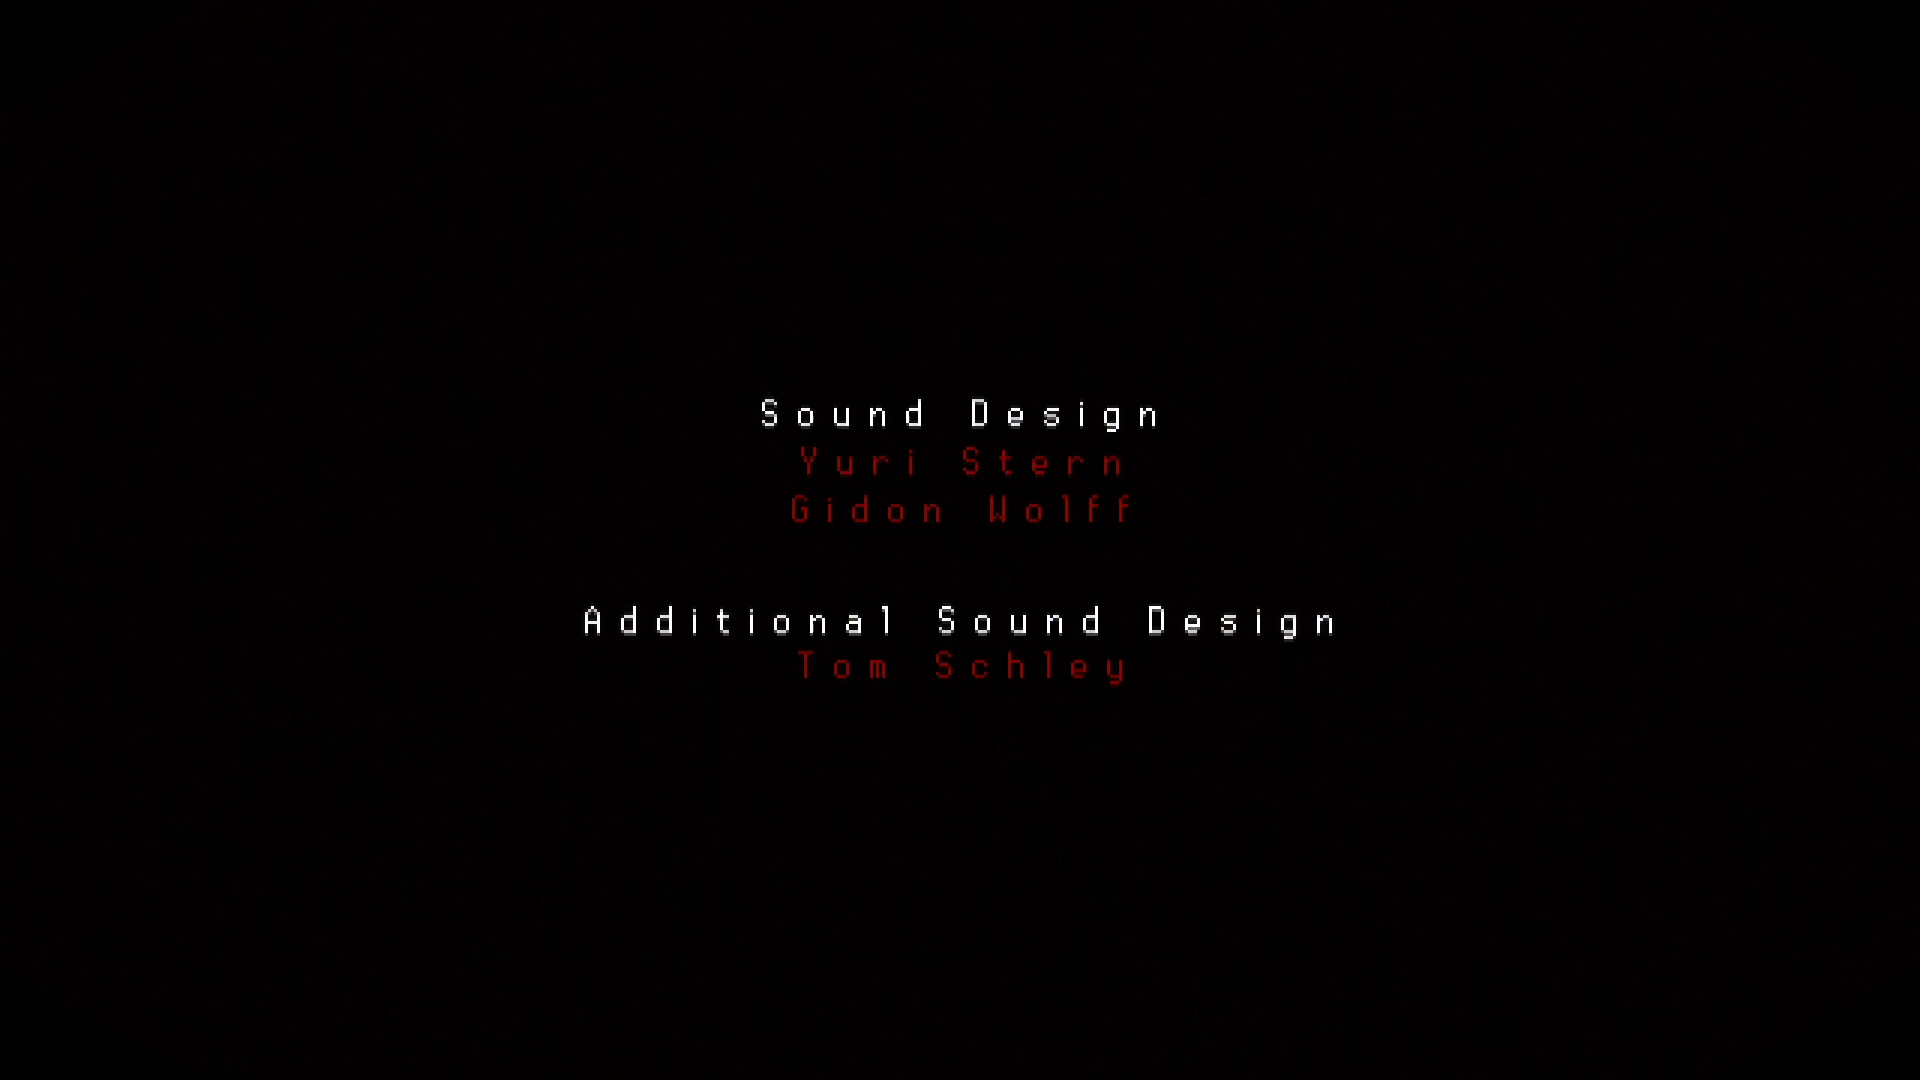 Sound Design
Yuri Stern
Gidon Wolff
Additional Sound Design
Tom Schley